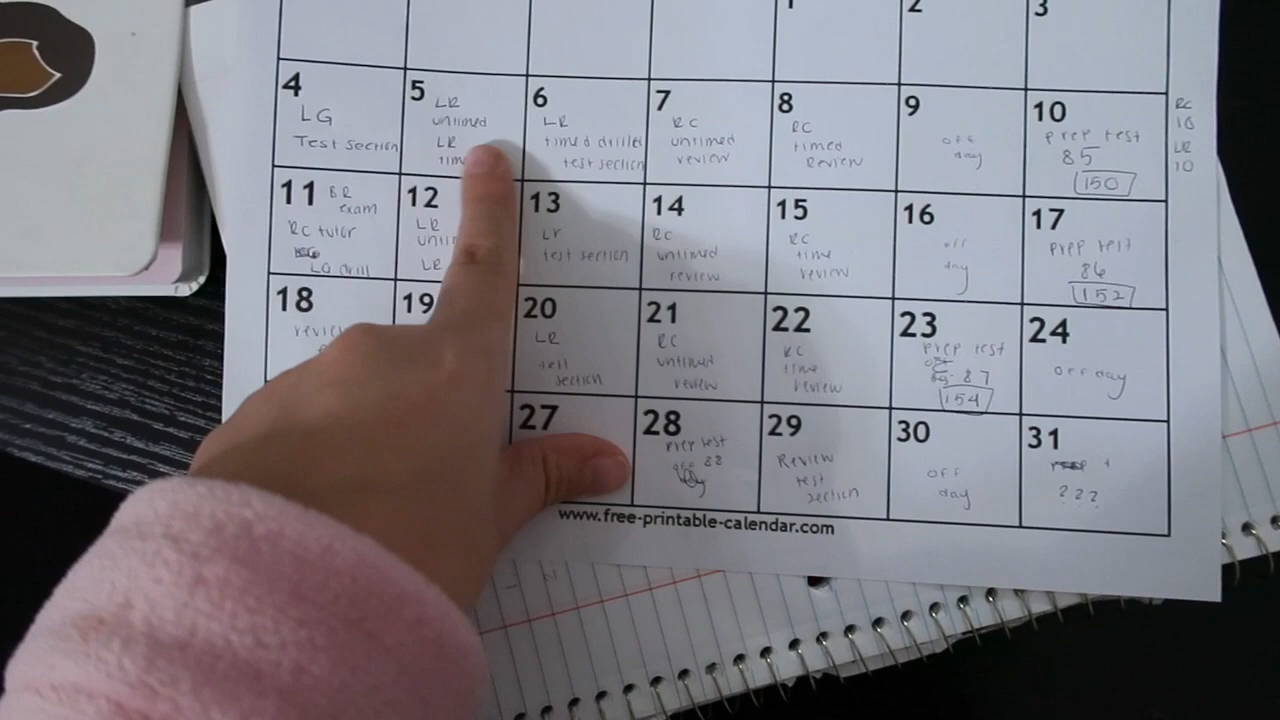 1
2
3
4
LG
Test section
5
LR
untimed
LR
6
LR
timed drilled
test section
7
RC
untimed
review
8
RC
timed
Review
9
off
day
10
prep test
85
150
RC
10
LR
10
11
BR
exam
RC tutor
LG drill
12
LR
LR
13
LR
test section
14
RC
untimed
review
15
RC
time
review
16
off
day
17
prep test
86
152
18
19
20
LR
test
section
21
RC
untimed
review
22
RC
time
review
23
prep test
87
154
24
off day
27
28
prep test
88
29
Review
test
section
30
off
day
31
???
www.free-printable-calendar.com